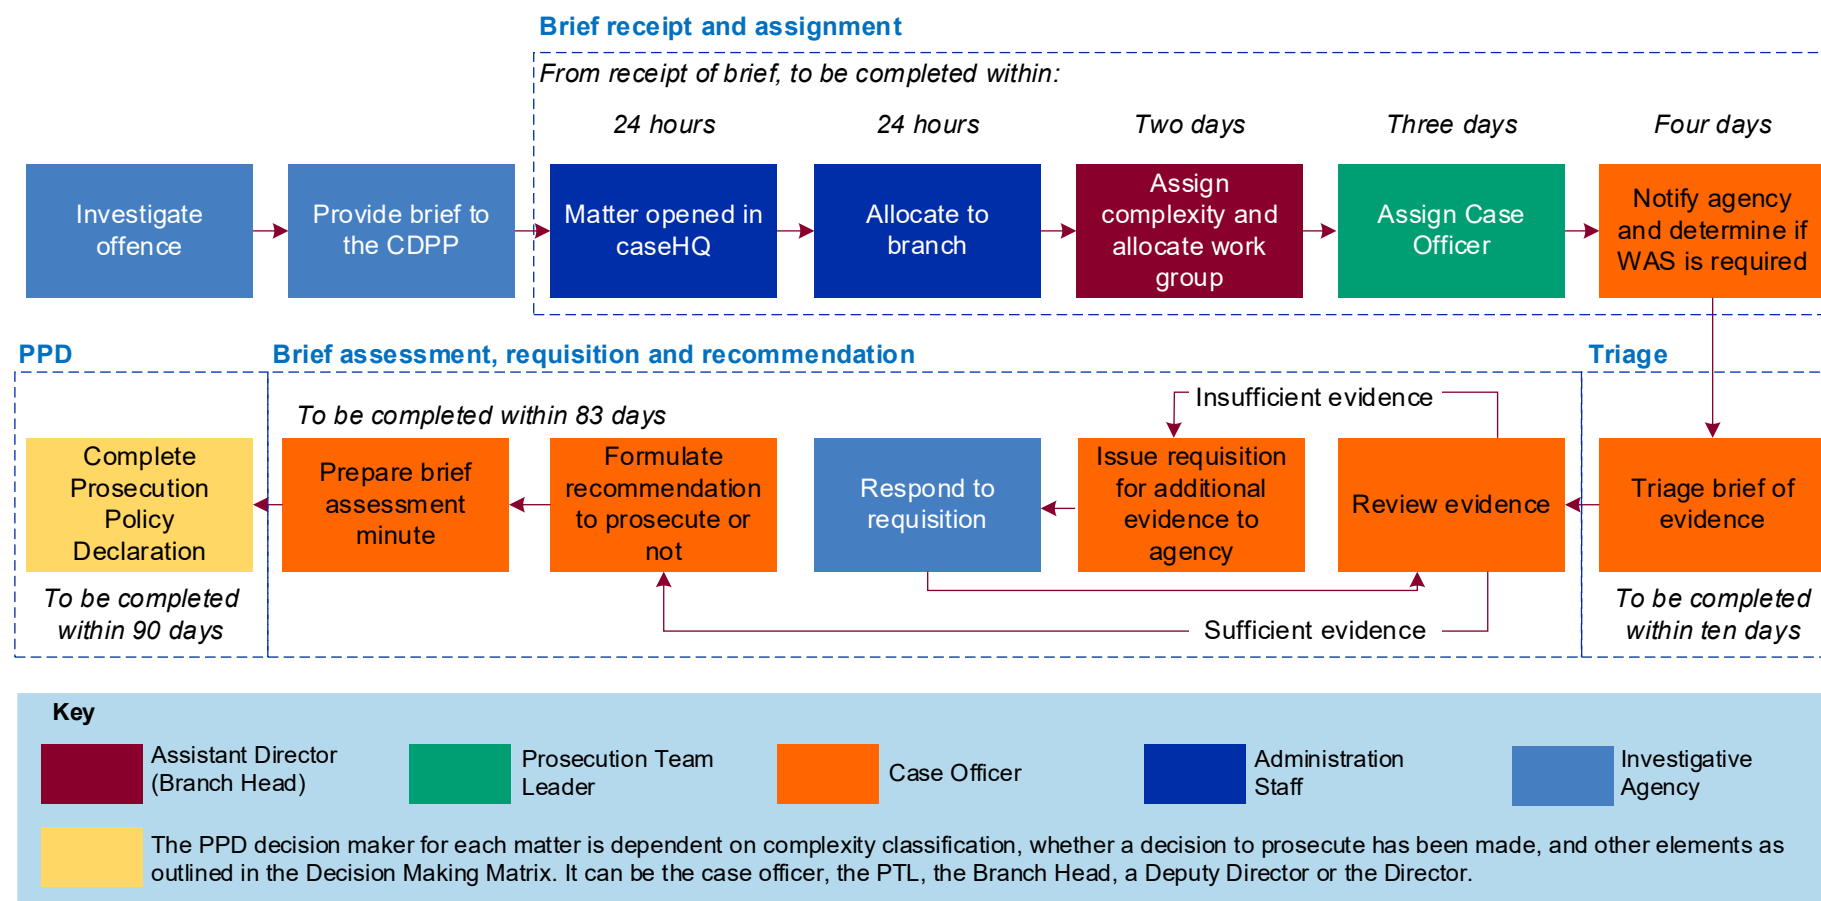 Brief receipt and assignment
From receipt of brief, to be completed within:
24 hours
24 hours
Two days
Three days
Four days
Investigate
offence
Provide brief to
the CDPP
Matter opened in
caseHQ
Allocate to
branch
Assign
complexity and
allocate work
group
Assign Case
Officer
Notify agency
and determine if
WAS is required
PPD
Brief assessment, requisition and recommendation
Triage
To be completed within 83 days
Insufficient evidence
Complete
Prosecution
Policy
Declaration
Prepare brief
assessment
minute
Formulate
recommendation
to prosecute or
not
Respond to
requisition
Issue requisition
for additional
evidence to
agency
Review evidence
Triage brief of
evidence
To be completed
within 90 days
Sufficient evidence
To be completed
within ten days
Key
Assistant Director
(Branch Head)
Prosecution Team
Leader
Case Officer
Administration
Staff
Investigative
Agency
The PPD decision maker for each matter is dependent on complexity classification, whether a decision to prosecute has been made, and other elements as
outlined in the Decision Making Matrix. It can be the case officer, the PTL, the Branch Head, a Deputy Director or the Director.